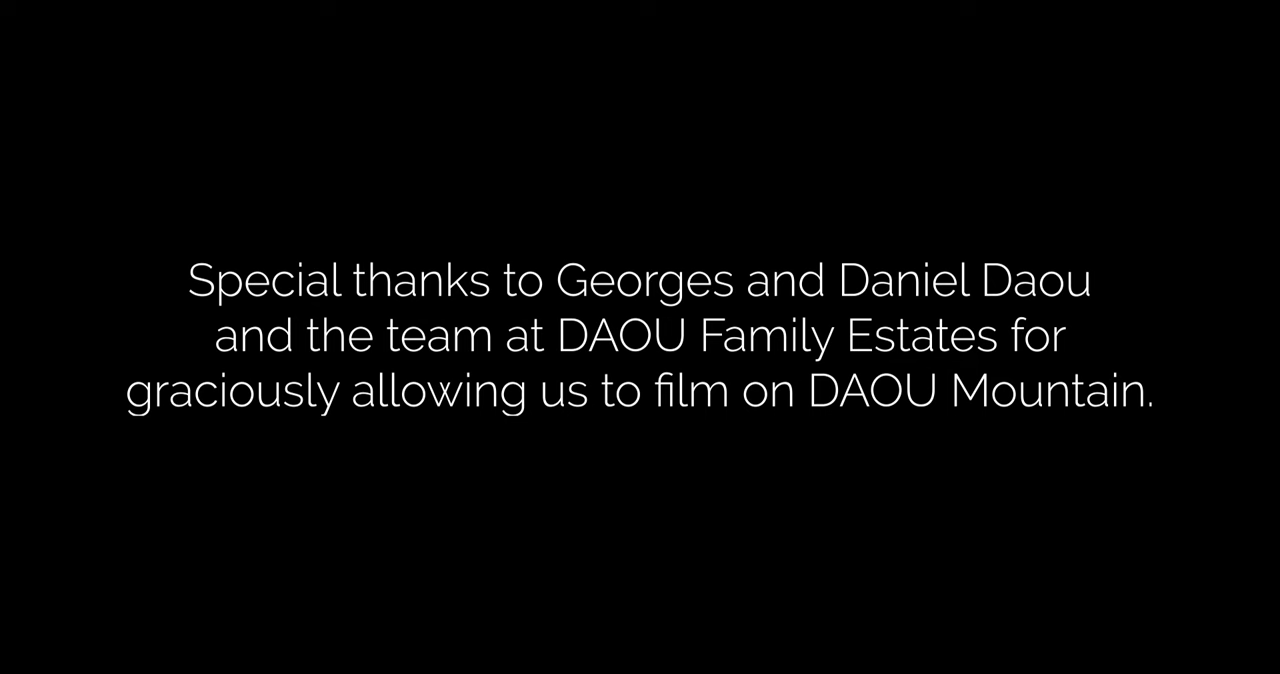 Special thanks to Georges and Daniel Daou
and the team at DAOU Family Estates for
graciously allowing us to film on DAOU Mountain.